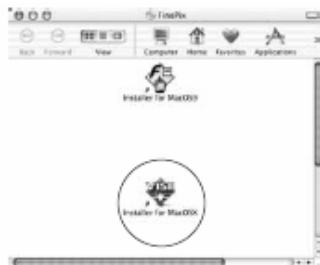 FinePix
Back Forward View Computer Home Favorites Applications
Installer for MacOS9
Installer for MacOSX